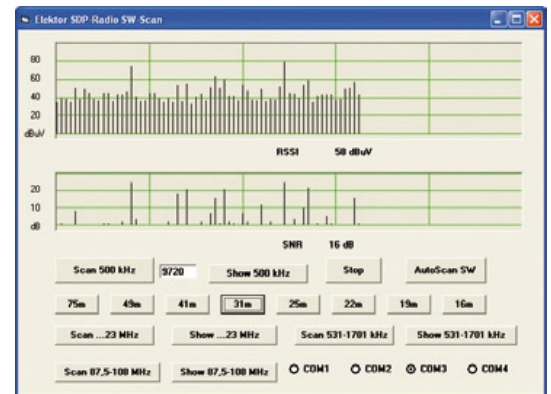 Elektor SDP-Radio SW-Scan
80
60
40
20
dBuV
RSSI 58 dBuV
20
10
dB
SNR 16 dB
Scan 500 kHz 9720 Show 500 kHz Stop AutoScan SW
75m 49m 41m 31m 25m 22m 19m 16m
Scan ...23 MHz Show ...23 MHz Scan 531-1701 kHz Show 531-1701 kHz
Scan 87,5-108 MHz Show 87,5-108 MHz COM1 COM2 COM3 COM4